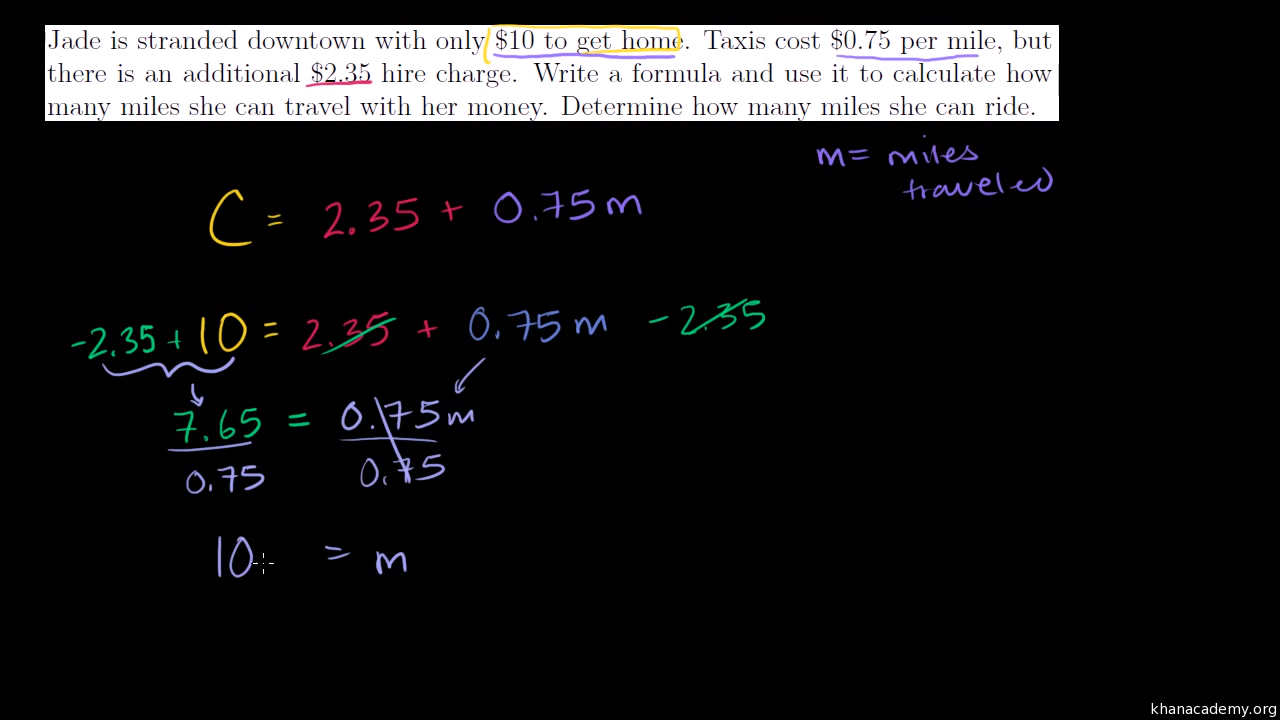 Jade is stranded downtown with only $10 to get home. Taxis cost $0.75 per mile, but
there is an additional $2.35 hire charge. Write a formula and use it to calculate how
many miles she can travel with her money. Determine how many miles she can ride.
m = miles
traveled
C = 2.35 + 0.75 m
-2.35 + 10 = 2.35 + 0.75 m - 2.35
7.65 = 0.75 m
0.75 0.75
10 = m
khanacademy.org